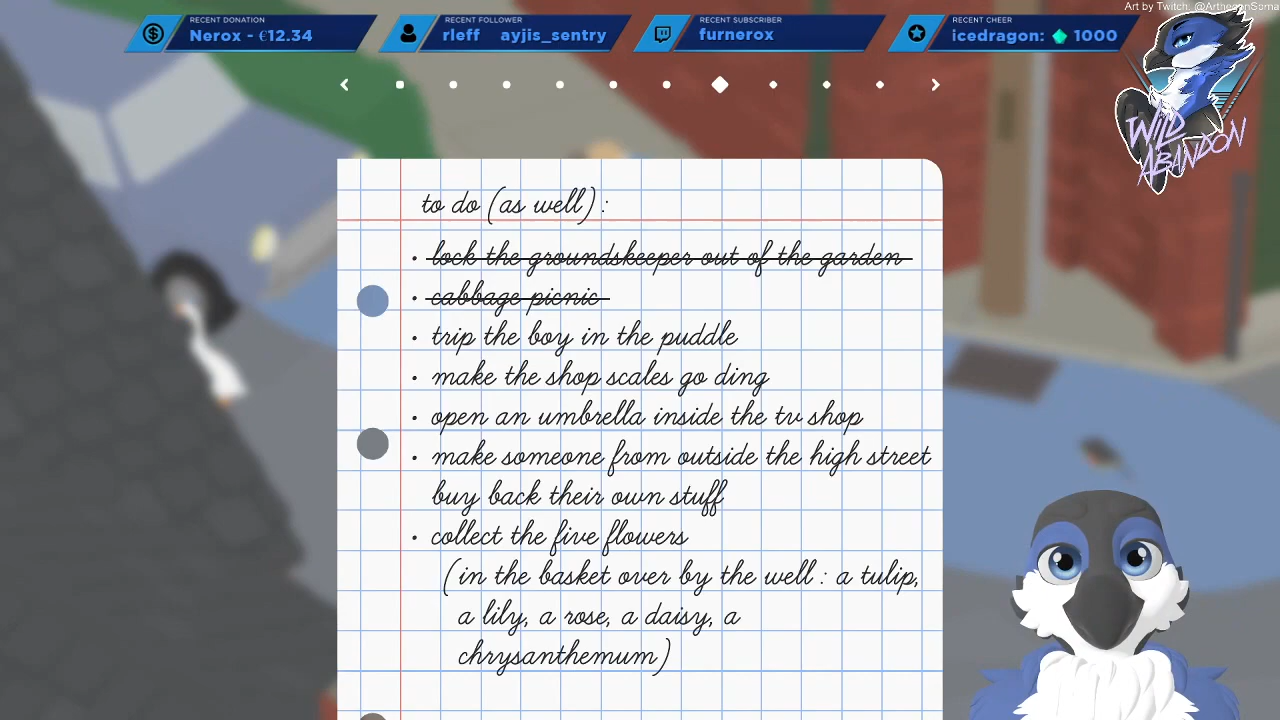 Art by Twitch: @ArthegonSoma
RECENT DONATION
Nerox - €12.34
RECENT FOLLOWER
rleff ayjis_sentry
RECENT SUBSCRIBER
furnerox
RECENT CHEER
icedragon: 1000
WILD
ABANDON
to do (as well) :
• lock the groundskeeper out of the garden
• cabbage picnic
• trip the boy in the puddle
• make the shop scales go ding
• open an umbrella inside the tv shop
• make someone from outside the high street
buy back their own stuff
• collect the five flowers
(in the basket over by the well : a tulip,
a lily, a rose, a daisy, a
chrysanthemum)